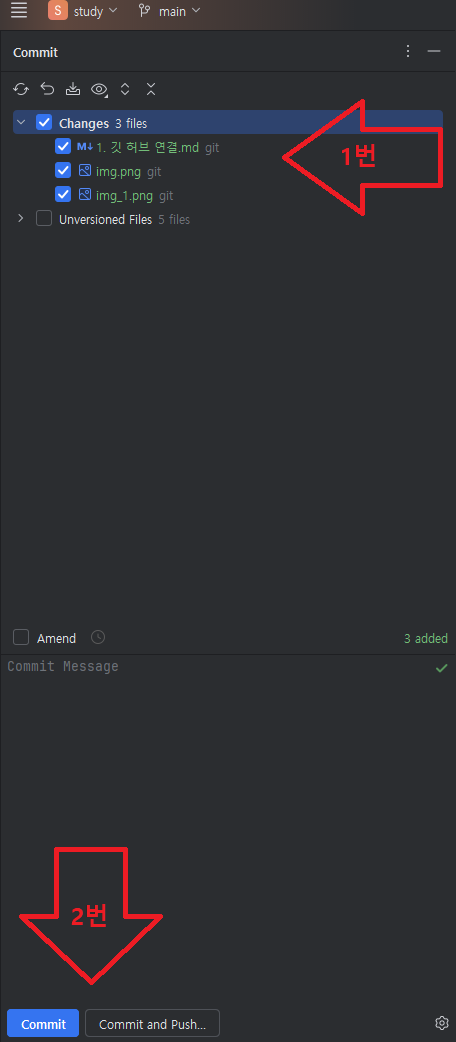 S study main
Commit
Changes 3 files
1번
M↓ 1. 깃 허브 연결.md git
img.png git
img_1.png git
Unversioned Files 5 files
Amend 3 added
Commit Message
2번
Commit Commit and Push...